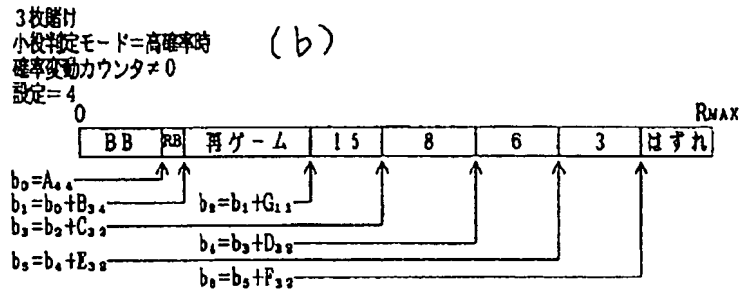 3枚賭け
小役判定モード=高確率時
(b)
確率変動カウンタ≠0
設定=4
0 RMAX
BB RB 再ゲーム 15 8 6 3 はずれ
b₀=A₄₄
b₁=b₀+B₃₄
b₂=b₁+G₁₁
b₃=b₂+C₃₂
b₄=b₃+D₃₂
b₅=b₄+E₃₂
b₆=b₅+F₃₂